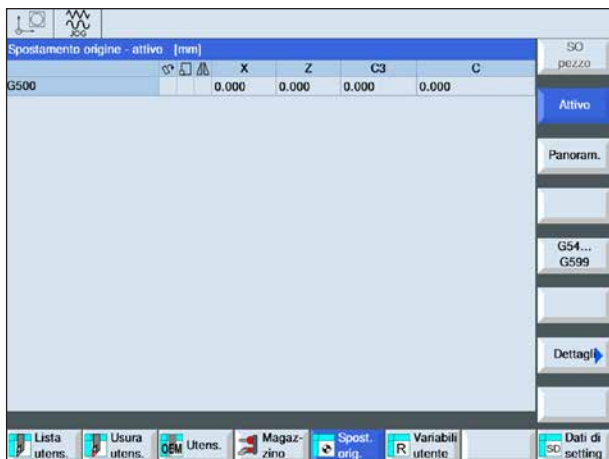 JOG
Spostamento origine - attivo [mm]
X Z C3 C
G500 0.000 0.000 0.000 0.000
SO
pezzo
Attivo
Panoram.
G54...
G599
Dettagli
Lista
utens.
Usura
utens.
OEM Utens.
Magaz-
zino
Spost.
orig.
R Variabili
utente
SD Dati di
setting